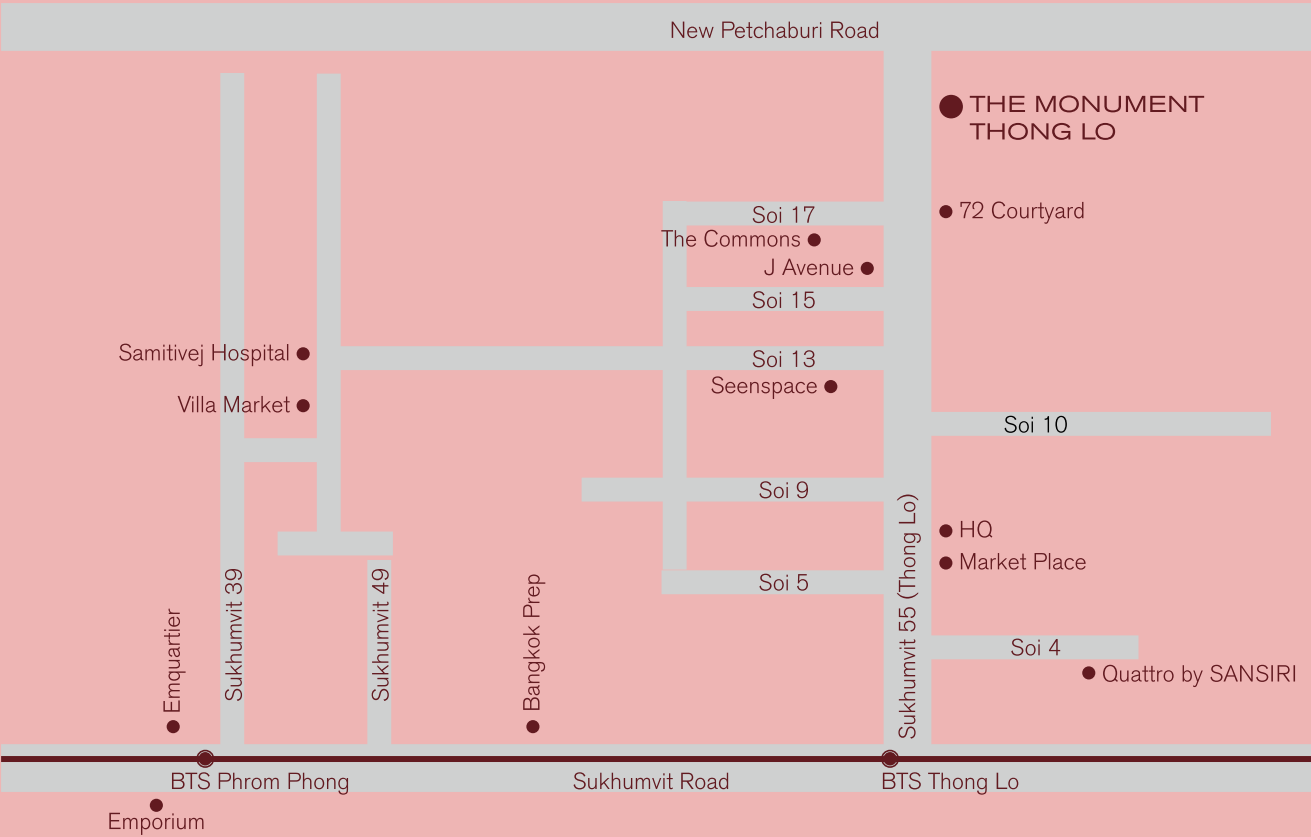 New Petchaburi Road
THE MONUMENT
THONG LO
72 Courtyard
Soi 17
The Commons
J Avenue
Soi 15
Samitivej Hospital
Soi 13
Seenspace
Villa Market
Soi 10
Soi 9
HQ
Market Place
Soi 5
Sukhumvit 55 (Thong Lo)
Soi 4
Quattro by SANSIRI
Emquartier
Sukhumvit 39
Sukhumvit 49
Bangkok Prep
BTS Phrom Phong
Sukhumvit Road
BTS Thong Lo
Emporium